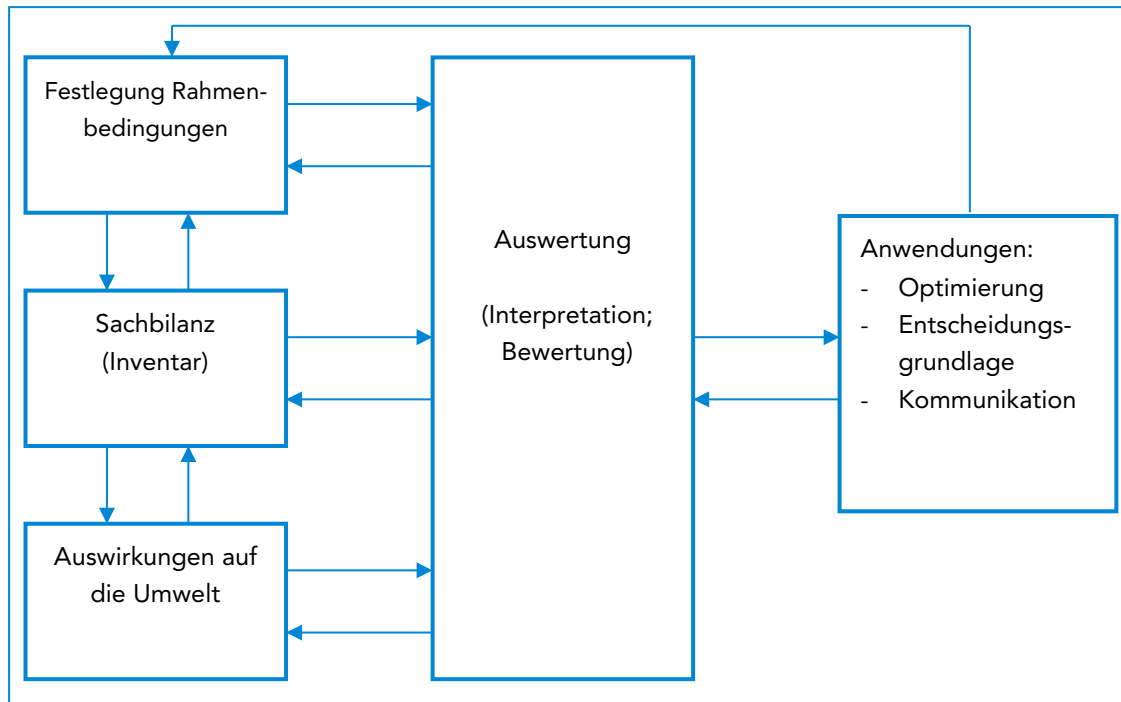 Festlegung Rahmen-
bedingungen
Sachbilanz
(Inventar)
Auswirkungen auf
die Umwelt
Auswertung
(Interpretation;
Bewertung)
Anwendungen:
- Optimierung
- Entscheidungs-
grundlage
- Kommunikation